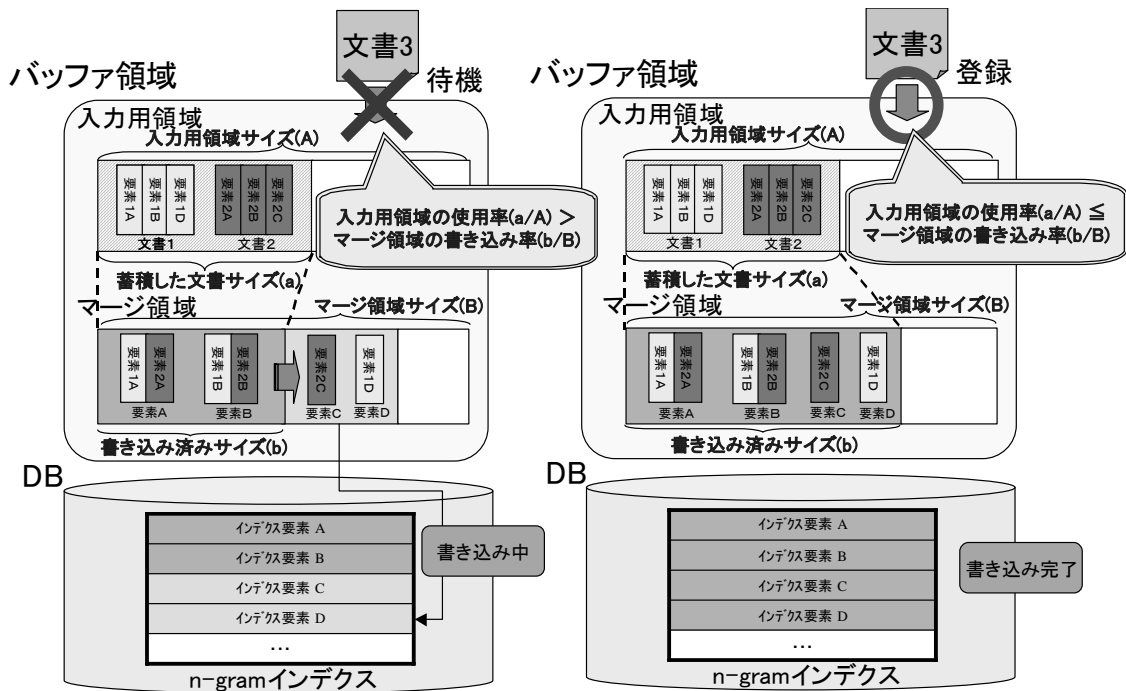 文書3
バッファ領域
待機
入力用領域
入力用領域サイズ(A)
要素1A
要素1B
要素1D
要素2A
要素2B
要素2C
文書1
文書2
入力用領域の使用率(a/A) >
マージ領域の書き込み率(b/B)
蓄積した文書サイズ(a)
マージ領域
マージ領域サイズ(B)
要素1A
要素2A
要素1B
要素2B
要素2C
要素1D
要素A
要素B
要素C
要素D
書き込み済みサイズ(b)
DB
インデクス要素 A
インデクス要素 B
インデクス要素 C
インデクス要素 D
…
書き込み中
n-gramインデクス
文書3
バッファ領域
登録
入力用領域
入力用領域サイズ(A)
要素1A
要素1B
要素1D
要素2A
要素2B
要素2C
文書1
文書2
入力用領域の使用率(a/A) ≦
マージ領域の書き込み率(b/B)
蓄積した文書サイズ(a)
マージ領域
マージ領域サイズ(B)
要素1A
要素2A
要素1B
要素2B
要素2C
要素1D
要素A
要素B
要素C
要素D
書き込み済みサイズ(b)
DB
インデクス要素 A
インデクス要素 B
インデクス要素 C
インデクス要素 D
…
書き込み完了
n-gramインデクス